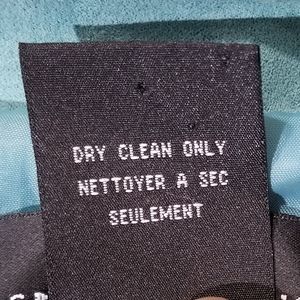 DRY CLEAN ONLY
NETTOYER A SEC
SEULEMENT